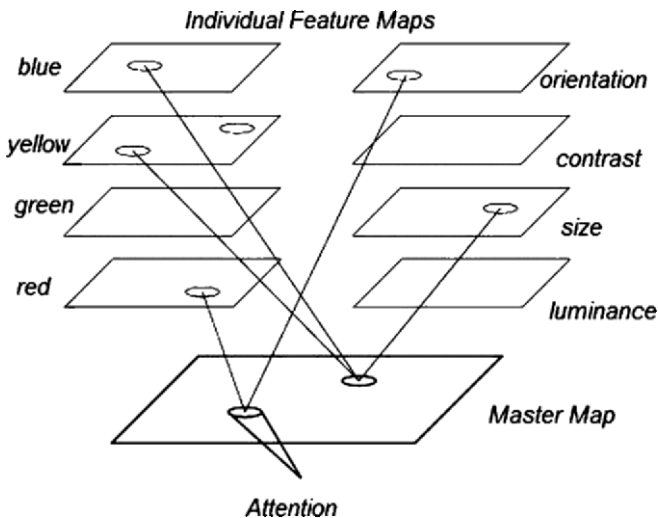 Individual Feature Maps
blue
orientation
yellow
contrast
green
size
red
luminance
Master Map
Attention